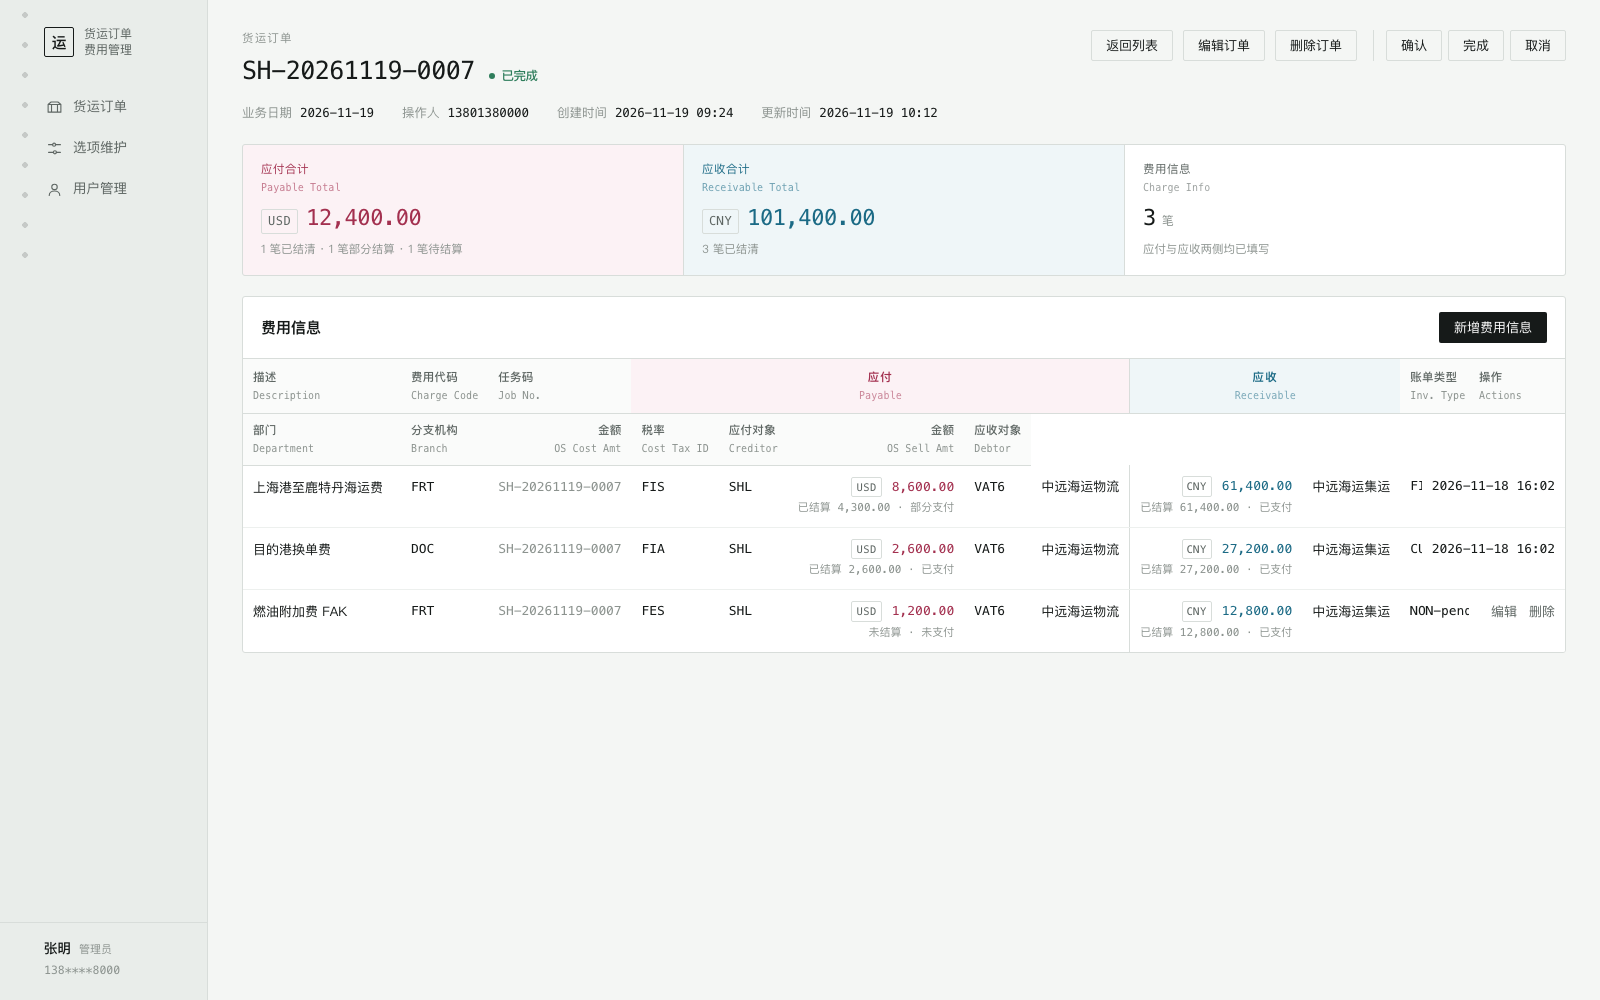 运
货运订单
费用管理
货运订单
选项维护
用户管理
张明 管理员
138****8000
货运订单
SH-20261119-0007 已完成
业务日期 2026-11-19 操作人 13801380000 创建时间 2026-11-19 09:24 更新时间 2026-11-19 10:12
返回列表 编辑订单 删除订单 确认 完成 取消
应付合计
Payable Total
USD 12,400.00
1 笔已结清 · 1 笔部分结算 · 1 笔待结算
应收合计
Receivable Total
CNY 101,400.00
3 笔已结清
费用信息
Charge Info
3 笔
应付与应收两侧均已填写
费用信息
新增费用信息
描述 费用代码 任务码 应付 应收 账单类型 操作
Description Charge Code Job No. Payable Receivable Inv. Type Actions
部门 分支机构 金额 税率 应付对象 金额 应收对象
Department Branch OS Cost Amt Cost Tax ID Creditor OS Sell Amt Debtor
上海港至鹿特丹海运费 FRT SH-20261119-0007 FIS SHL USD 8,600.00 VAT6 中远海运物流 CNY 61,400.00 中远海运集运 FI 2026-11-18 16:02
已结算 4,300.00 · 部分支付 已结算 61,400.00 · 已支付
目的港换单费 DOC SH-20261119-0007 FIA SHL USD 2,600.00 VAT6 中远海运物流 CNY 27,200.00 中远海运集运 2026-11-18 16:02
已结算 2,600.00 · 已支付 已结算 27,200.00 · 已支付
燃油附加费 FAK FRT SH-20261119-0007 FES SHL USD 1,200.00 VAT6 中远海运物流 CNY 12,800.00 中远海运集运 NON-pend 编辑 删除
未结算 · 未支付 已结算 12,800.00 · 已支付